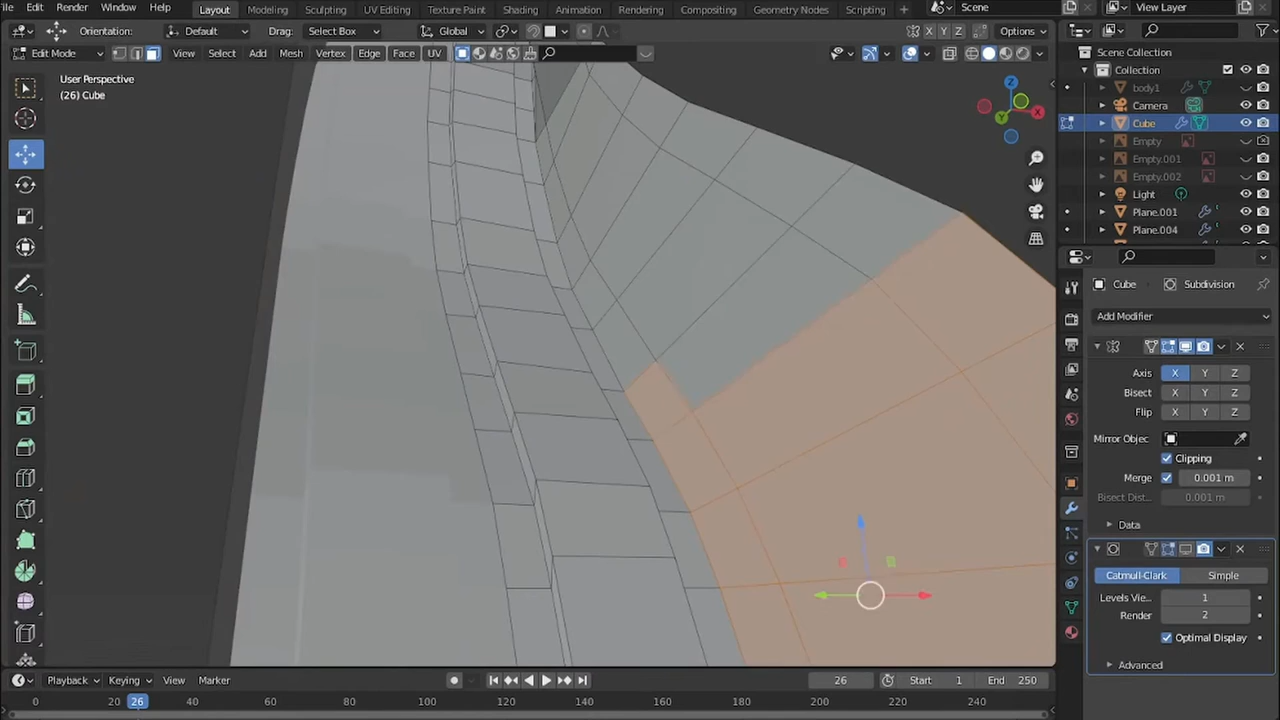 ile Edit Render Window Help Layout Modeling Sculpting UV Editing Texture Paint Shading Animation Rendering Compositing Geometry Nodes Scripting + Scene View Layer
Orientation: Default Drag: Select Box Global X Y Z Options
Edit Mode View Select Add Mesh Vertex Edge Face UV
User Perspective
(26) Cube
Z
X
Y
Scene Collection
Collection
body1
Camera
Cube
Empty
Empty.001
Empty.002
Light
Plane.001
Plane.004
Cube Subdivision
Add Modifier
Axis X Y Z
Bisect X Y Z
Flip X Y Z
Mirror Objec
Clipping
Merge 0.001 m
Bisect Dist... 0.001 m
Data
Catmull-Clark Simple
Levels Vie... 1
Render 2
Optimal Display
Advanced
Playback Keying View Marker 26 Start 1 End 250
0 20 26 40 60 80 100 120 140 160 180 200 220 240